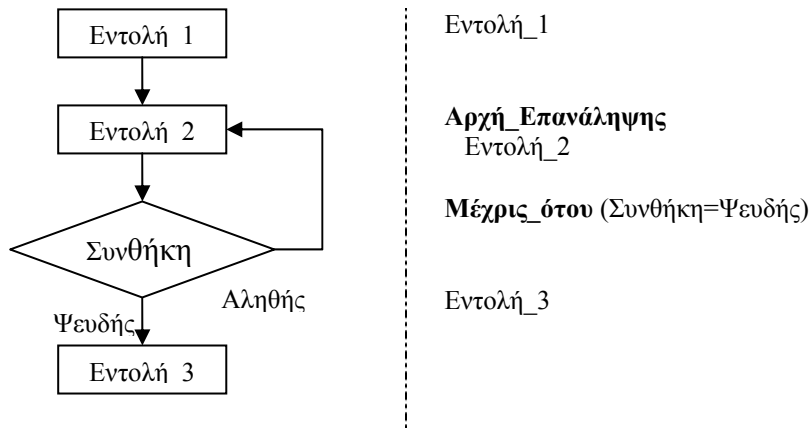 Εντολή 1
Εντολή 2
Συνθήκη
Αληθής
Ψευδής
Εντολή 3
Εντολή_1
Αρχή_Επανάληψης
Εντολή_2
Μέχρις_ότου (Συνθήκη=Ψευδής)
Εντολή_3